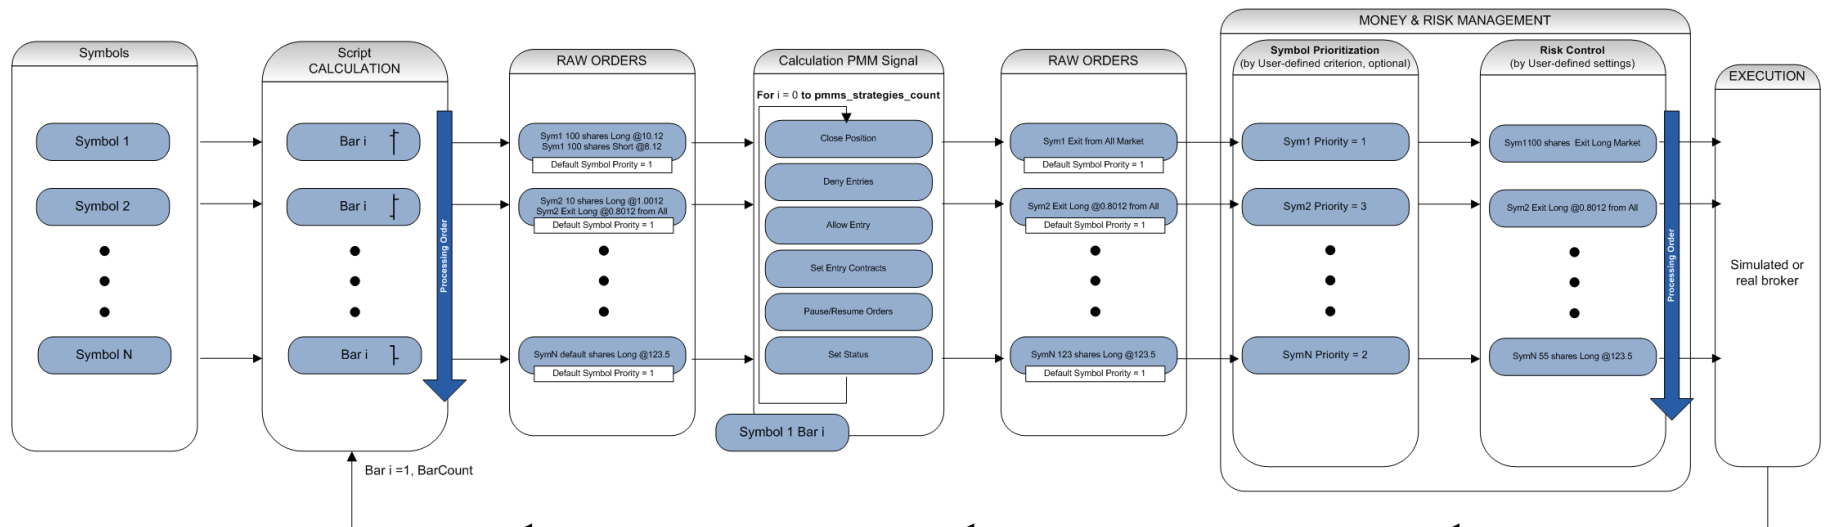 MONEY & RISK MANAGEMENT
Symbols
Symbol 1
Symbol 2
Symbol N
Script
CALCULATION
Bar i
Bar i
Bar i
Processing Order
Bar i =1, BarCount
RAW ORDERS
Sym1 100 shares Long @10.12
Sym1 100 shares Short @8.12
Default Symbol Prority = 1
Sym2 10 shares Long @1.0012
Sym2 Exit Long @0.8012 from All
Default Symbol Prority = 1
SymN default shares Long @123.5
Default Symbol Prority = 1
Calculation PMM Signal
For i = 0 to pmms_strategies_count
Close Position
Deny Entries
Allow Entry
Set Entry Contracts
Pause/Resume Orders
Set Status
Symbol 1 Bar i
RAW ORDERS
Sym1 Exit from All Market
Default Symbol Prority = 1
Sym2 Exit Long @0.8012 from All
Default Symbol Prority = 1
SymN 123 shares Long @123.5
Default Symbol Prority = 1
Symbol Prioritization
(by User-defined criterion, optional)
Sym1 Priority = 1
Sym2 Priority = 3
SymN Priority = 2
Risk Control
(by User-defined settings)
Sym1100 shares Exit Long Market
Sym2 Exit Long @0.8012 from All
SymN 55 shares Long @123.5
Processing Order
EXECUTION
Simulated or
real broker